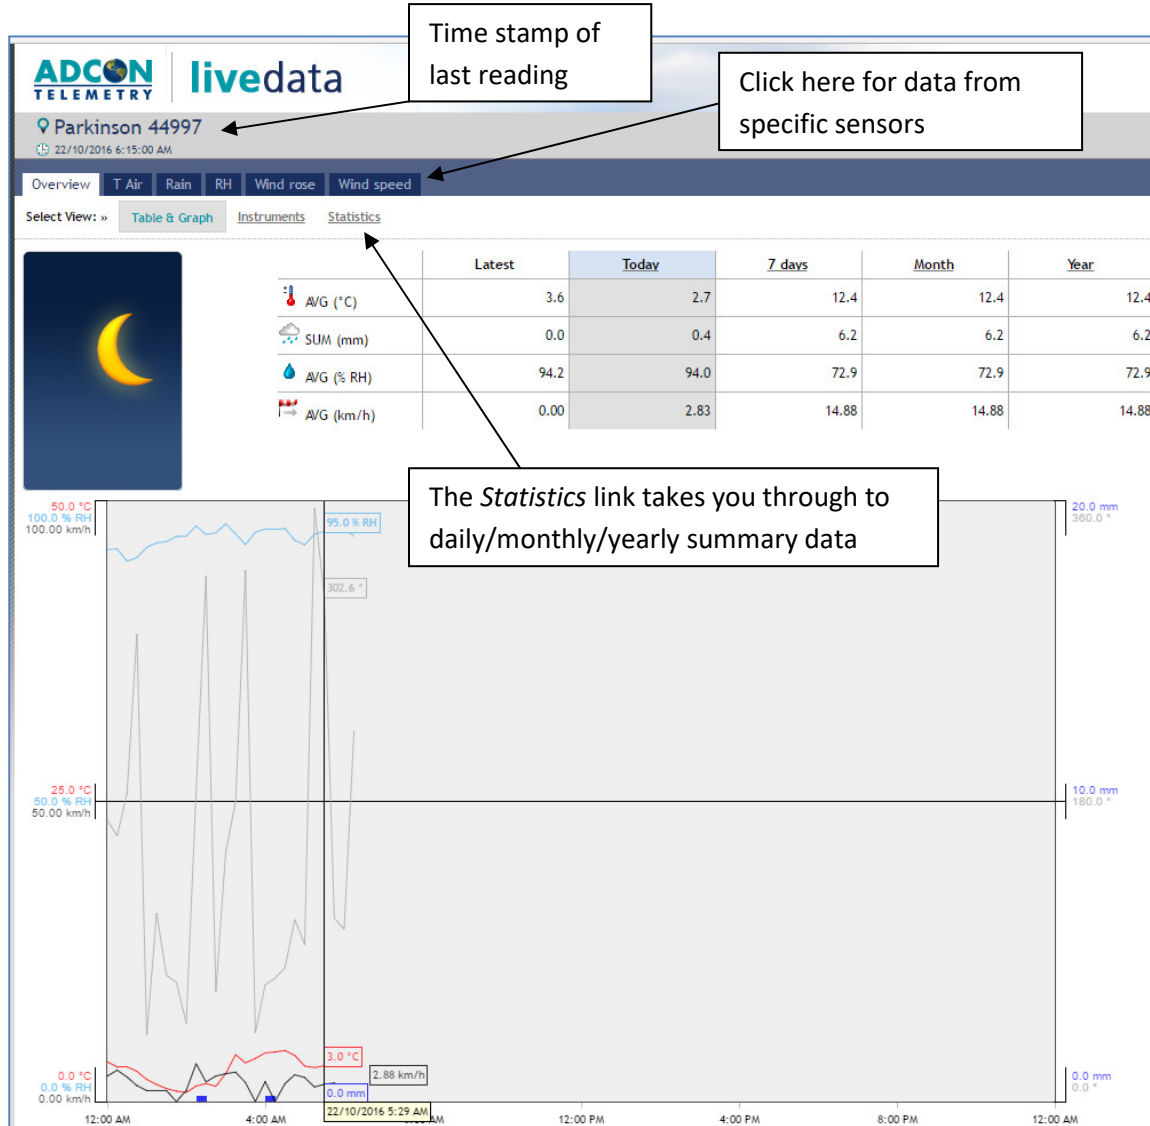 Time stamp of
last reading
ADCON
TELEMETRY
livedata
Click here for data from
specific sensors
Parkinson 44997
22/10/2016 6:15:00 AM
Overview T Air Rain RH Wind rose Wind speed
Select View: » Table & Graph Instruments Statistics
Latest Today 7 days Month Year
AVG (°C) 3.6 2.7 12.4 12.4 12.4
SUM (mm) 0.0 0.4 6.2 6.2 6.2
AVG (% RH) 94.2 94.0 72.9 72.9 72.9
AVG (km/h) 0.00 2.83 14.88 14.88 14.88
The Statistics link takes you through to
daily/monthly/yearly summary data
50.0 °C
100.0 % RH
100.00 km/h
95.0 % RH
20.0 mm
360.0 °
302.6 °
25.0 °C
50.0 % RH
50.00 km/h
10.0 mm
180.0 °
3.0 °C
2.88 km/h
0.0 mm
0.0 °C
0.0 % RH
0.00 km/h
0.0 mm
0.0 °
22/10/2016 5:29 AM
12:00 AM 4:00 AM AM 12:00 PM 4:00 PM 8:00 PM 12:00 AM